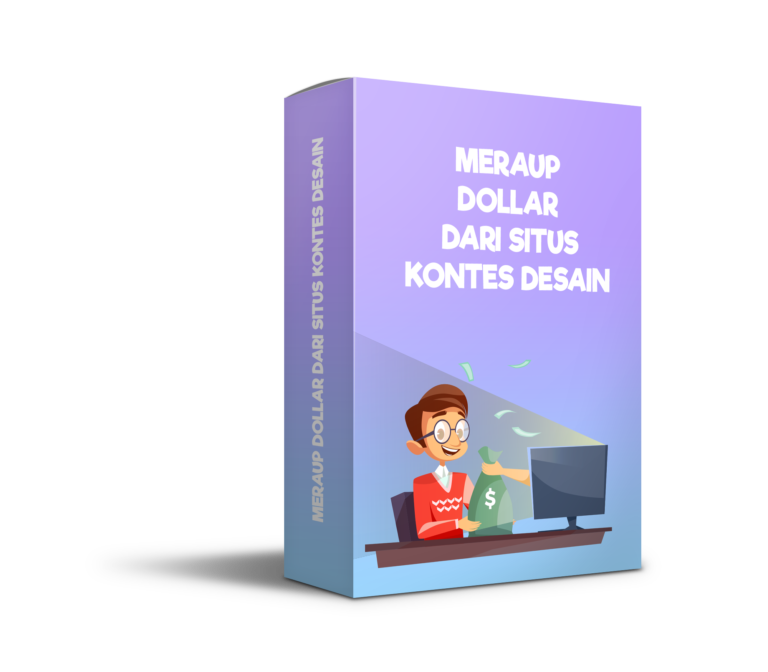 MERAUP
DOLLAR
DARI SITUS
KONTES DESAIN
MERAUP DOLLAR DARI SITUS KONTES DESAIN
$